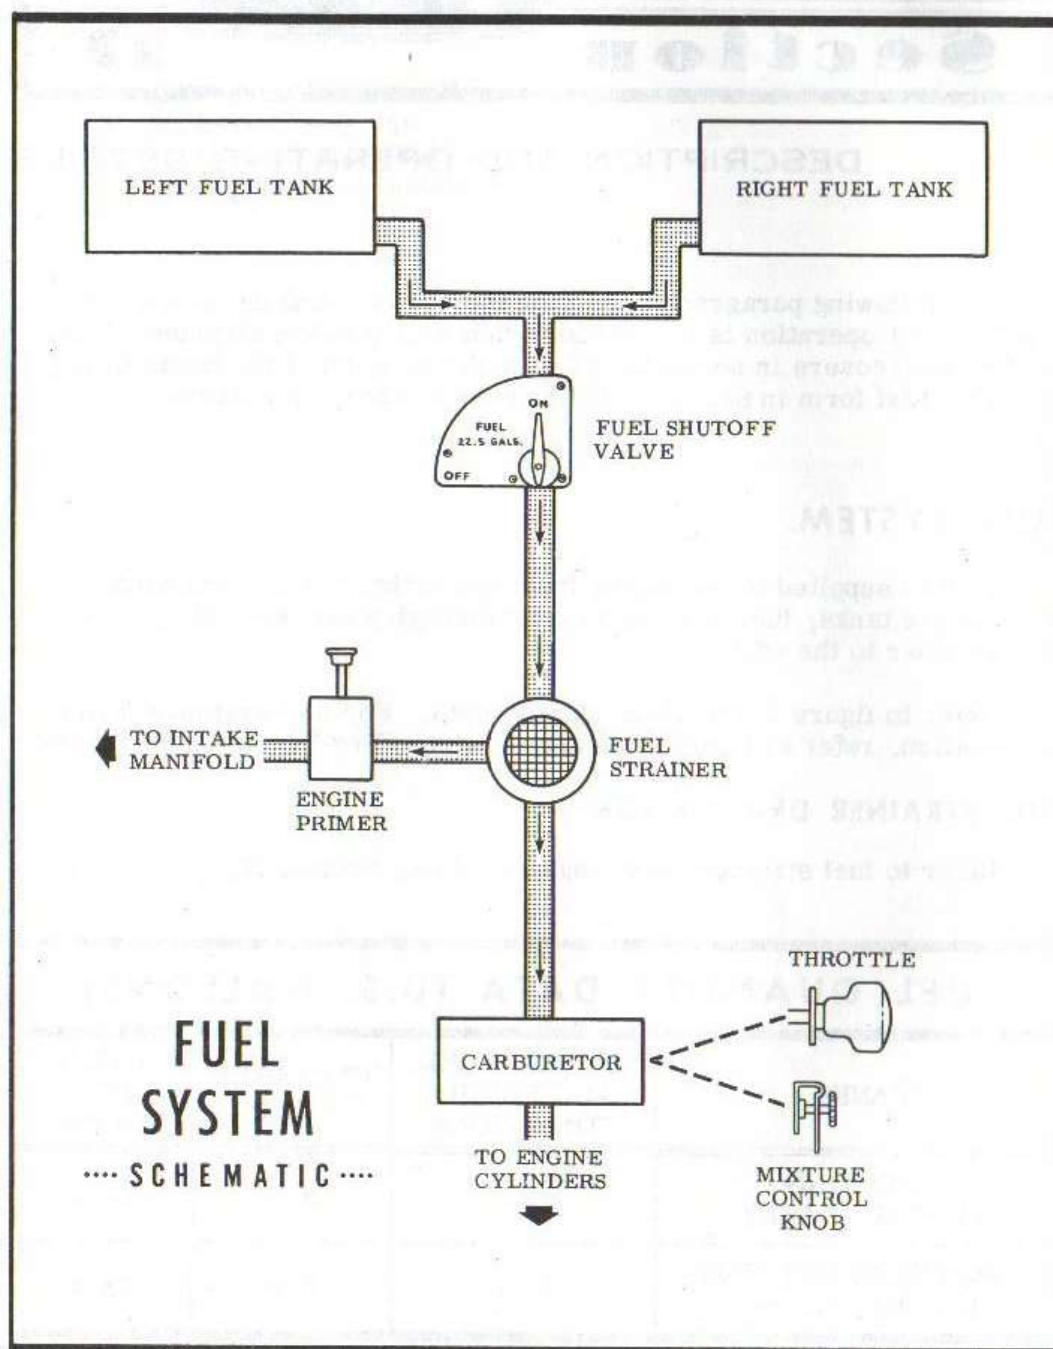 LEFT FUEL TANK
RIGHT FUEL TANK
ON
FUEL
22.5 GALS.
OFF
FUEL SHUTOFF
VALVE
TO INTAKE
MANIFOLD
ENGINE
PRIMER
FUEL
STRAINER
THROTTLE
CARBURETOR
FUEL
SYSTEM
···· SCHEMATIC ····
TO ENGINE
CYLINDERS
MIXTURE
CONTROL
KNOB